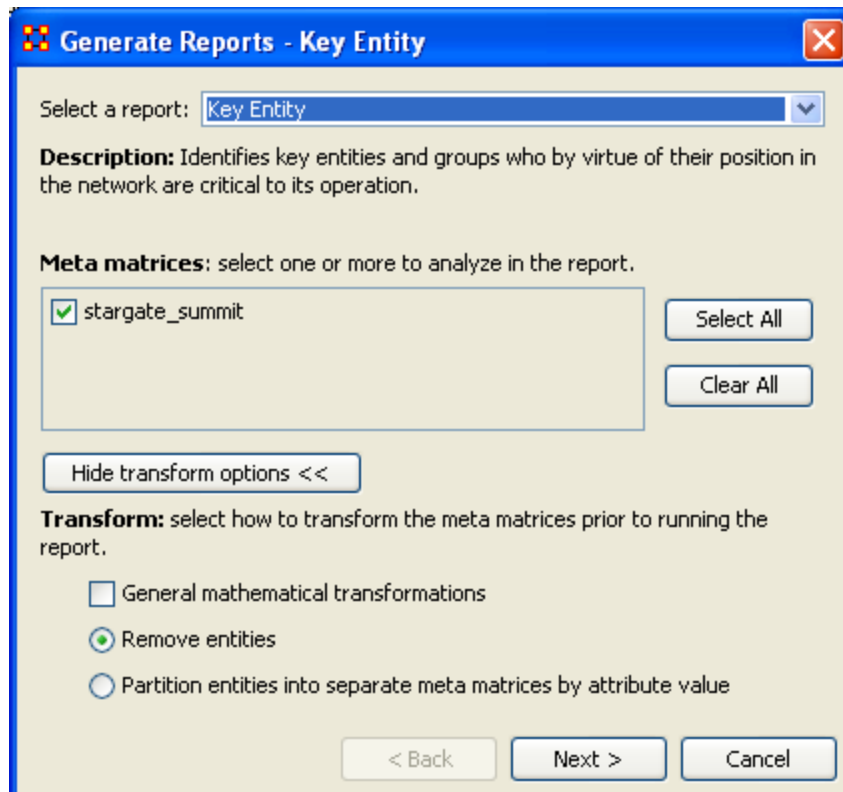 Generate Reports - Key Entity
Select a report: Key Entity
Description: Identifies key entities and groups who by virtue of their position in
the network are critical to its operation.
Meta matrices: select one or more to analyze in the report.
stargate_summit
Select All
Clear All
Hide transform options <<
Transform: select how to transform the meta matrices prior to running the
report.
General mathematical transformations
Remove entities
Partition entities into separate meta matrices by attribute value
< Back Next > Cancel